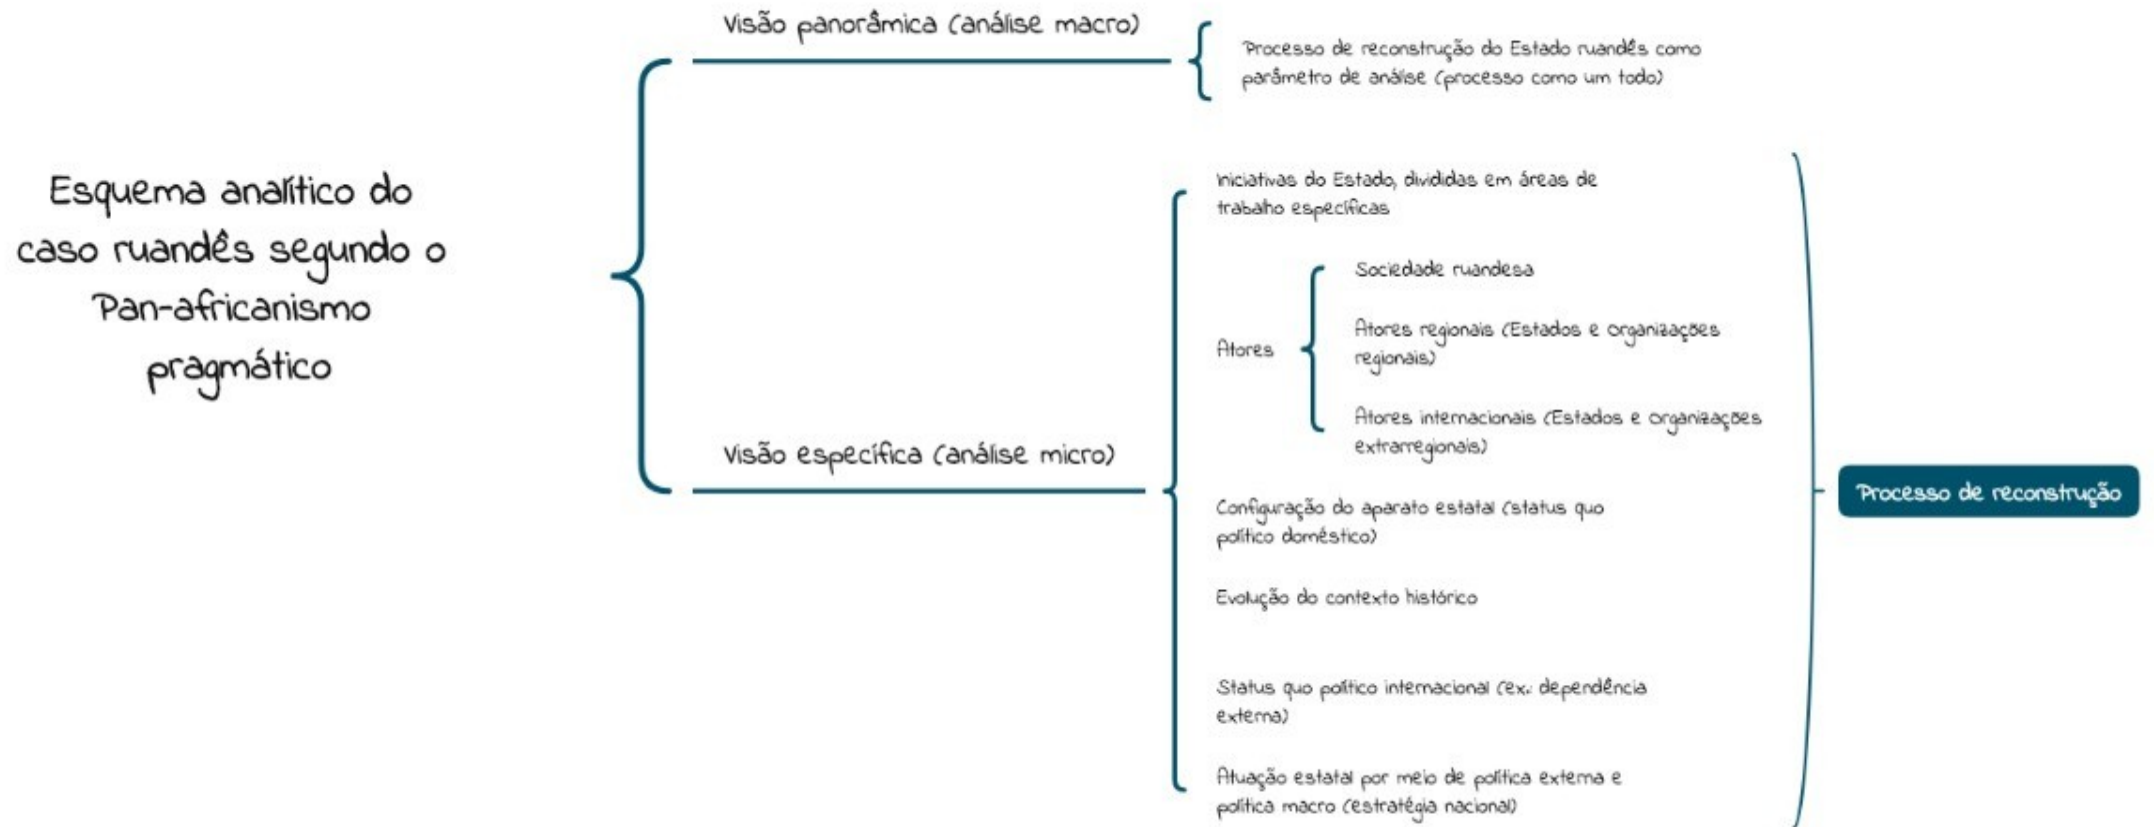 Esquema analítico do
caso ruandês segundo o
Pan-africanismo
pragmático
Visão panorâmica (análise macro)
Processo de reconstrução do Estado ruandês como
parâmetro de análise (processo como um todo)
Visão específica (análise micro)
Iniciativas do Estado, divididas em áreas de
trabalho específicas
Atores
Sociedade ruandesa
Atores regionais (Estados e organizações
regionais)
Atores internacionais (Estados e organizações
extrarregionais)
Configuração do aparato estatal (status quo
político doméstico)
Evolução do contexto histórico
Status quo político internacional (ex.: dependência
externa)
Atuação estatal por meio de política externa e
política macro (estratégia nacional)
Processo de reconstrução